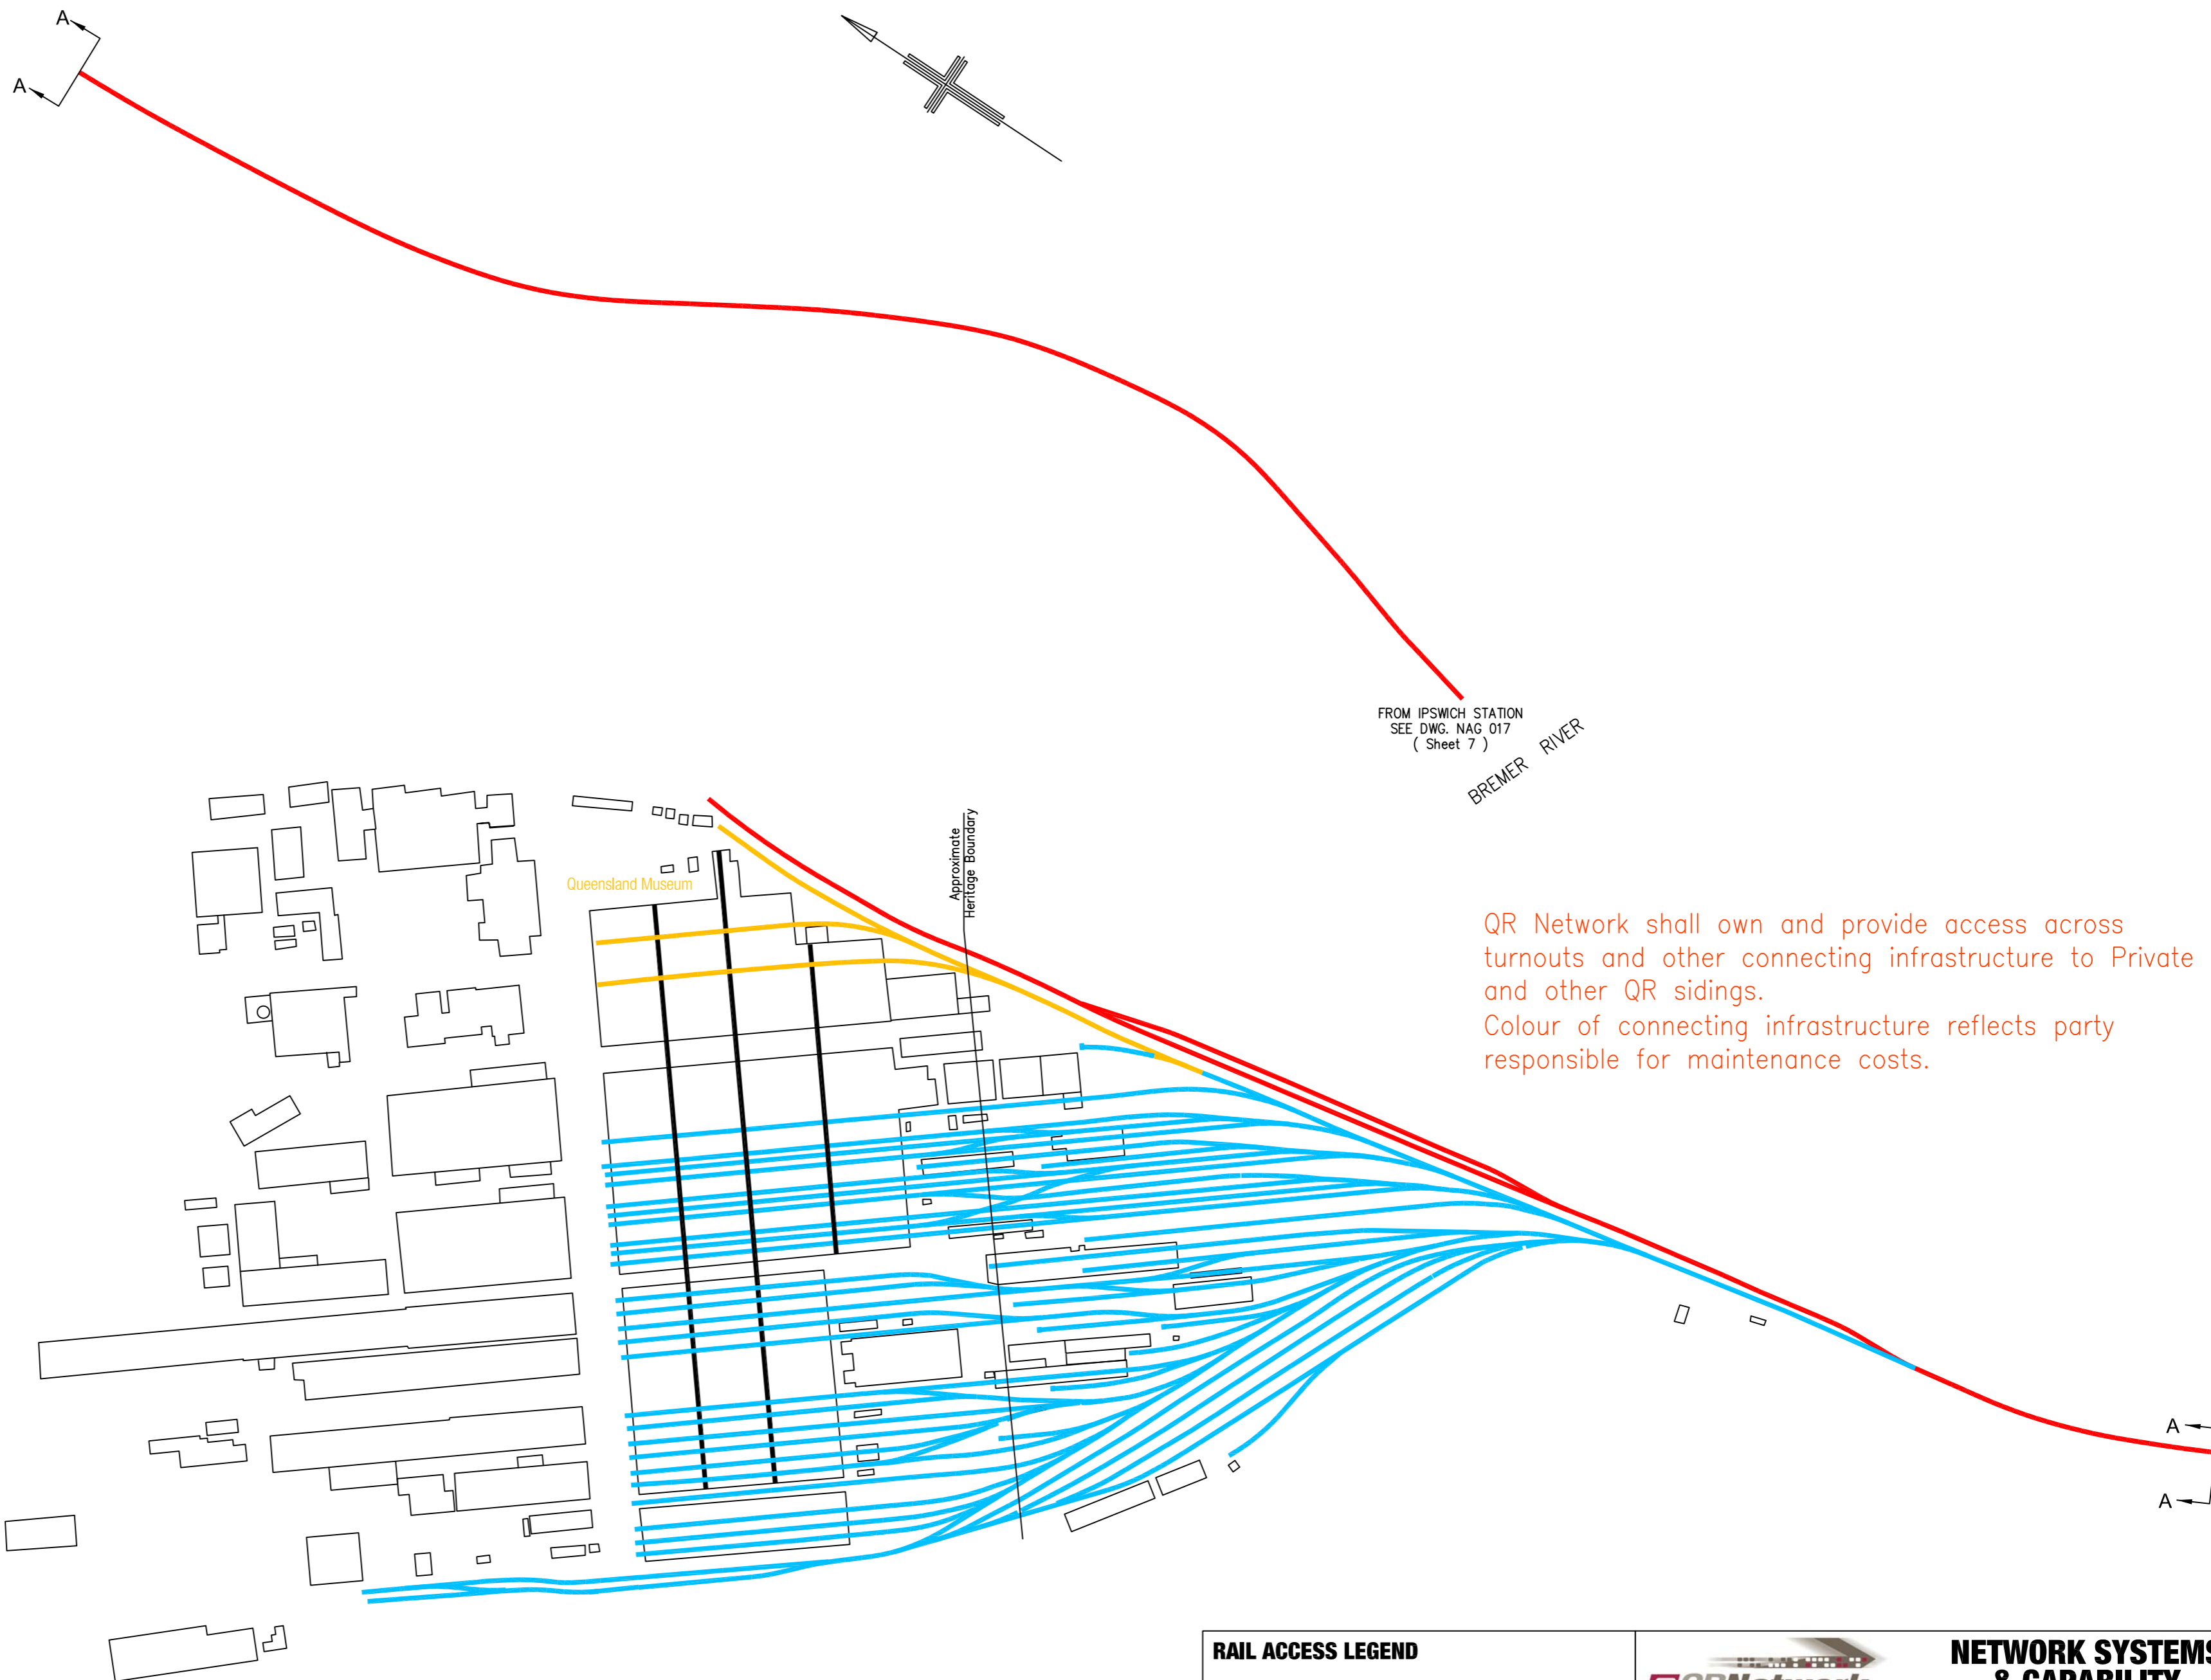 A
A
FROM IPSWICH STATION
SEE DWG. NAG 017
( Sheet 7 )
BREMER RIVER
Approximate
Heritage Boundary
Queensland Museum
QR Network shall own and provide access across
turnouts and other connecting infrastructure to Private
and other QR sidings.
Colour of connecting infrastructure reflects party
responsible for maintenance costs.
A
A
RAIL ACCESS LEGEND
QRNetwork
NETWORK SYSTEMS
& CAPABILITY